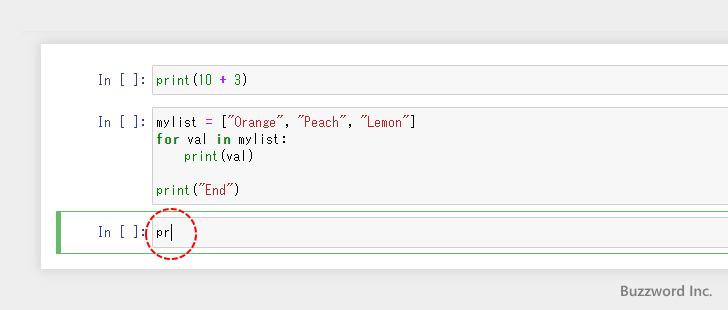 In [ ]: print(10 + 3)
In [ ]: mylist = ["Orange", "Peach", "Lemon"]
for val in mylist:
    print(val)
print("End")
In [ ]: pr
Buzzword Inc.